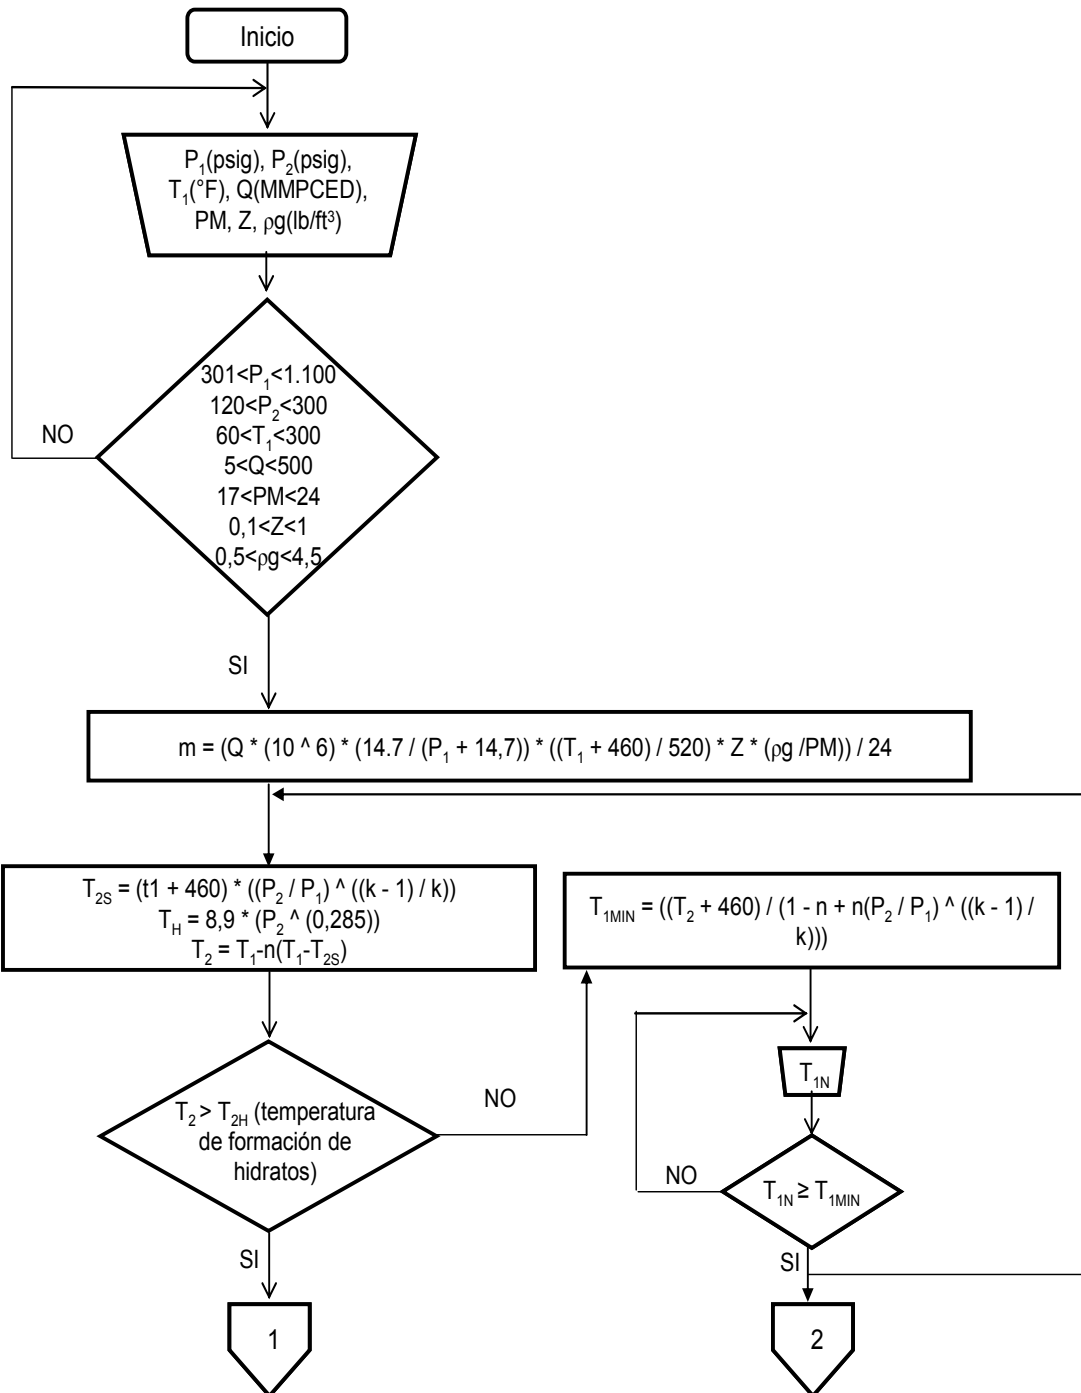 Inicio
P₁(psig), P₂(psig),
T₁(°F), Q(MMPCED),
PM, Z, ρg(lb/ft³)
301<P₁<1.100
120<P₂<300
60<T₁<300
5<Q<500
17<PM<24
0,1<Z<1
0,5<ρg<4,5
NO
SI
m = (Q * (10 ^ 6) * (14.7 / (P₁ + 14,7)) * ((T₁ + 460) / 520) * Z * (ρg /PM)) / 24
T₂S = (t1 + 460) * ((P₂ / P₁) ^ ((k - 1) / k))
T_H = 8,9 * (P₂ ^ (0,285))
T₂ = T₁-n(T₁-T₂S)
T₁MIN = ((T₂ + 460) / (1 - n + n(P₂ / P₁) ^ ((k - 1) /
k)))
T₁N
T₂ > T₂H (temperatura
de formación de
hidratos)
NO
T₁N ≥ T₁MIN
NO
SI
SI
1
2